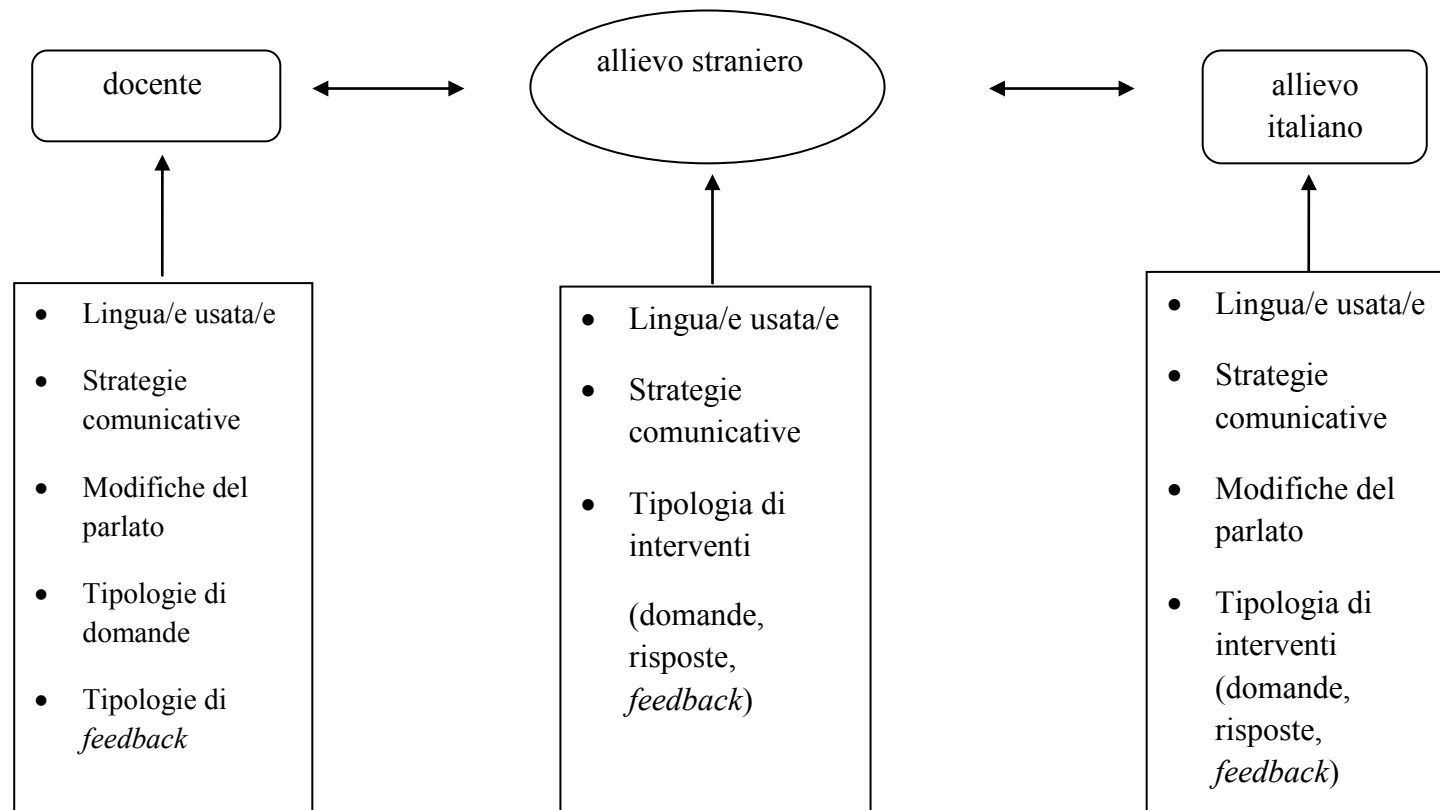 docente
allievo straniero
allievo
italiano
• Lingua/e usata/e
• Strategie
comunicative
• Modifiche del
parlato
• Tipologie di
domande
• Tipologie di
feedback
• Lingua/e usata/e
• Strategie
comunicative
• Tipologia di
interventi
(domande,
risposte,
feedback)
• Lingua/e usata/e
• Strategie
comunicative
• Modifiche del
parlato
• Tipologia di
interventi
(domande,
risposte,
feedback)